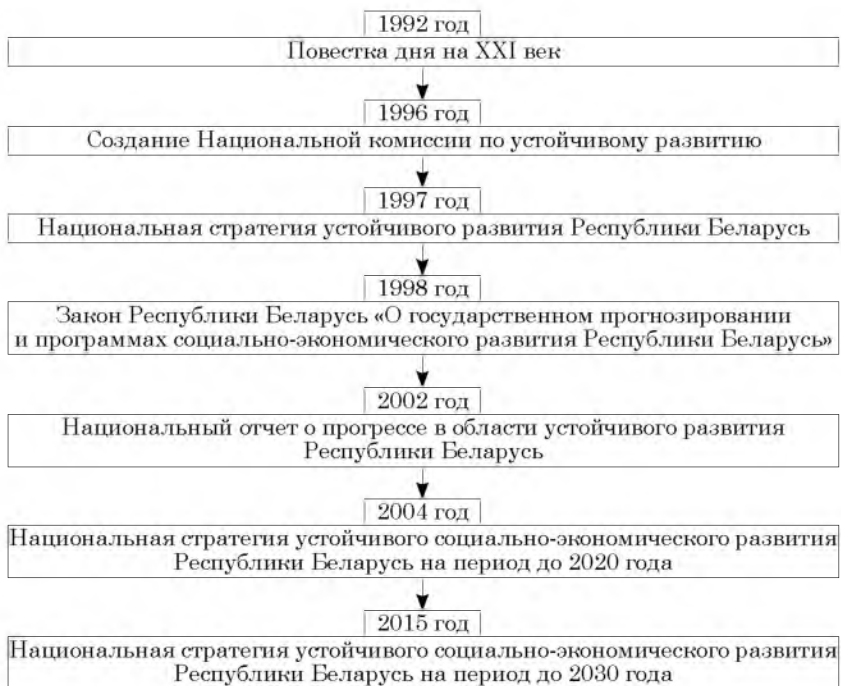 1992 год
Повестка дня на XXI век
1996 год
Создание Национальной комиссии по устойчивому развитию
1997 год
Национальная стратегия устойчивого развития Республики Беларусь
1998 год
Закон Республики Беларусь «О государственном прогнозировании
и программах социально-экономического развития Республики Беларусь»
2002 год
Национальный отчет о прогрессе в области устойчивого развития
Республики Беларусь
2004 год
Национальная стратегия устойчивого социально-экономического развития
Республики Беларусь на период до 2020 года
2015 год
Национальная стратегия устойчивого социально-экономического развития
Республики Беларусь на период до 2030 года